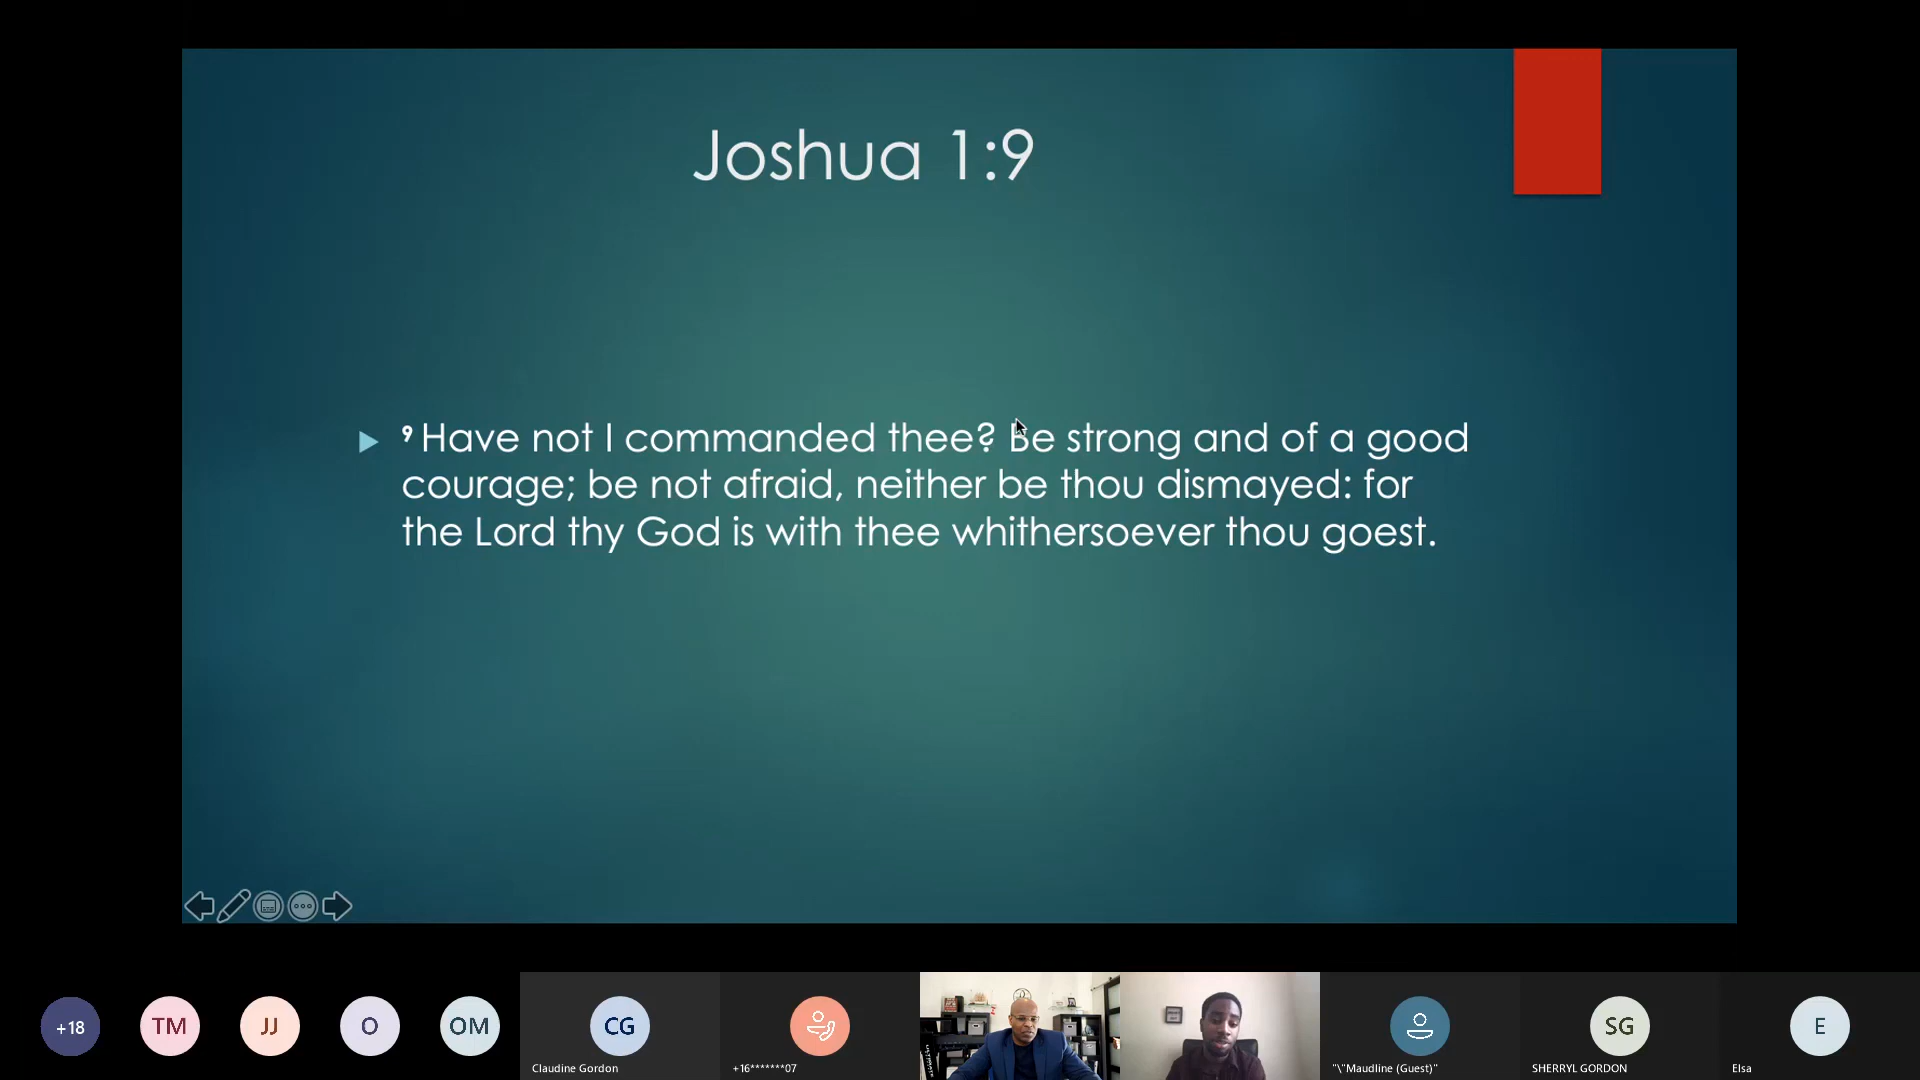 Joshua 1:9
9 Have not I commanded thee? Be strong and of a good
courage; be not afraid, neither be thou dismayed: for
the Lord thy God is with thee whithersoever thou goest.
+18
TM
JJ
O
OM
CG
SG
E
Claudine Gordon
+16*******07
"\"Maudline (Guest)"
SHERRYL GORDON
Elsa